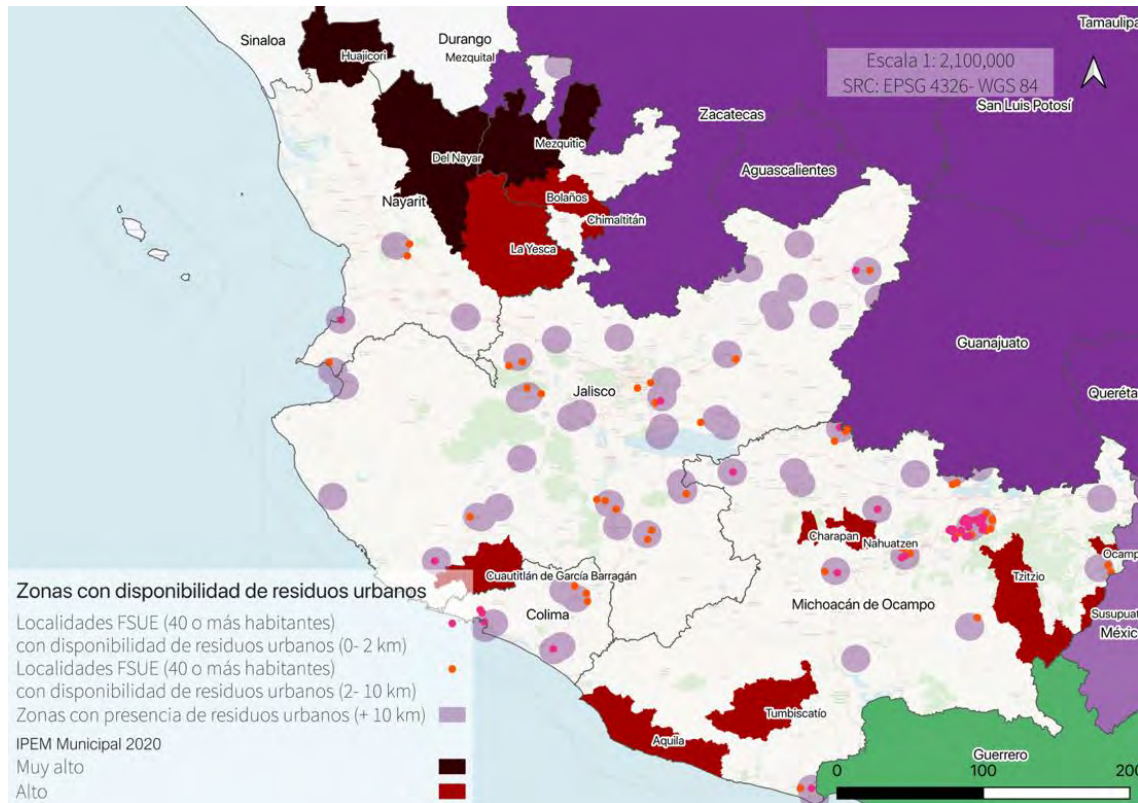 Sinaloa
Durango
Tamaulipa
Huajicori
Mezquital
Escala 1: 2,100,000
SRC: EPSG 4326- WGS 84
San Luis Potosí
Zacatecas
Mezquitic
Del Nayar
Aguascalientes
Nayarit
Bolaños
Chimaltitán
La Yesca
Guanajuato
Jalisco
Queréta
Charapan
Nahuatzen
Ocamp
Cuautitlán de García Barragán
Tzitzio
Colima
Michoacán de Ocampo
Susupuat
Méxic
Tumbiscatío
Aquila
Guerrero
0 100 200
Zonas con disponibilidad de residuos urbanos
Localidades FSUE (40 o más habitantes)
con disponibilidad de residuos urbanos (0- 2 km)
Localidades FSUE (40 o más habitantes)
con disponibilidad de residuos urbanos (2- 10 km)
Zonas con presencia de residuos urbanos (+ 10 km)
IPEM Municipal 2020
Muy alto
Alto